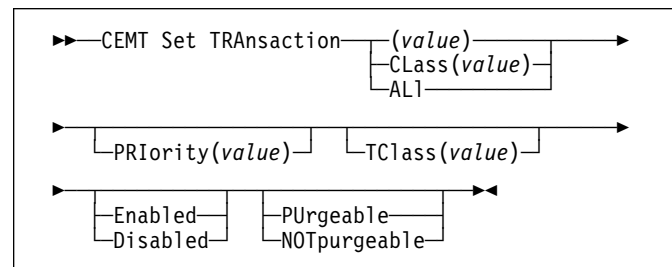 CEMT Set TRAnsaction (value)
CLass(value)
ALl
PRIority(value) TClass(value)
Enabled PUrgeable
Disabled NOTpurgeable